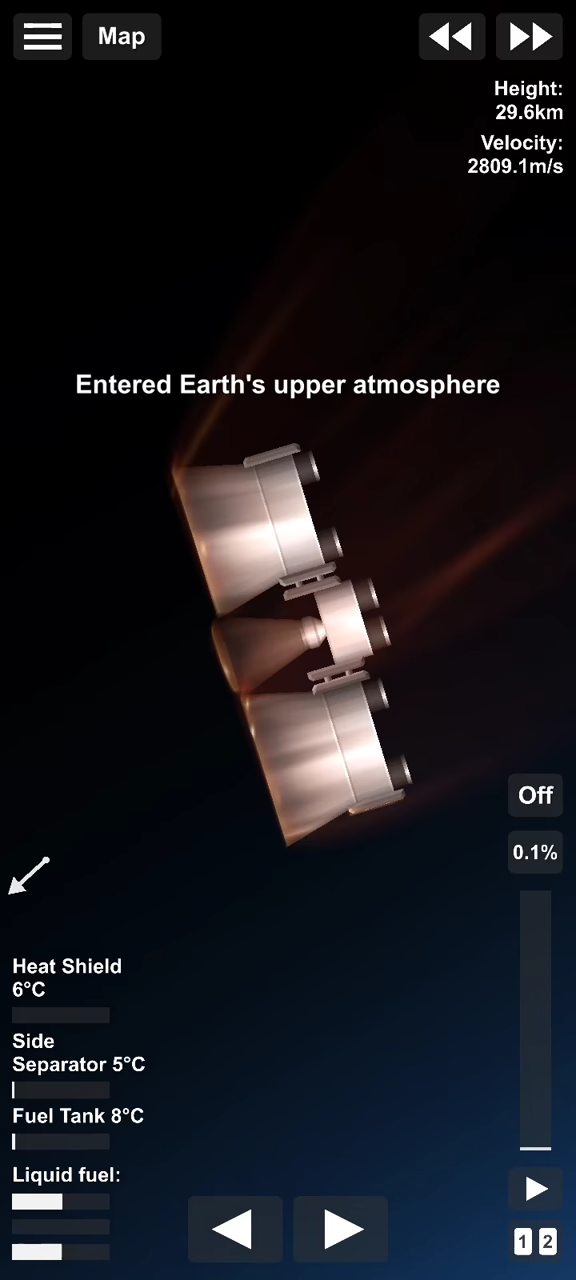 Map
Height:
29.6km
Velocity:
2809.1m/s
Entered Earth's upper atmosphere
Off
0.1%
Heat Shield
6°C
Side
Separator 5°C
Fuel Tank 8°C
Liquid fuel:
1 2